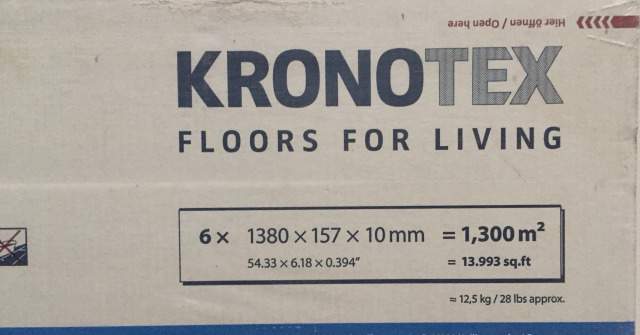 Hier öffnen / Open here
KRONOTEX
FLOORS FOR LIVING
6 × 1380 × 157 × 10 mm = 1,300 m²
54.33 × 6.18 × 0.394" = 13.993 sq.ft
≈ 12,5 kg / 28 lbs approx.